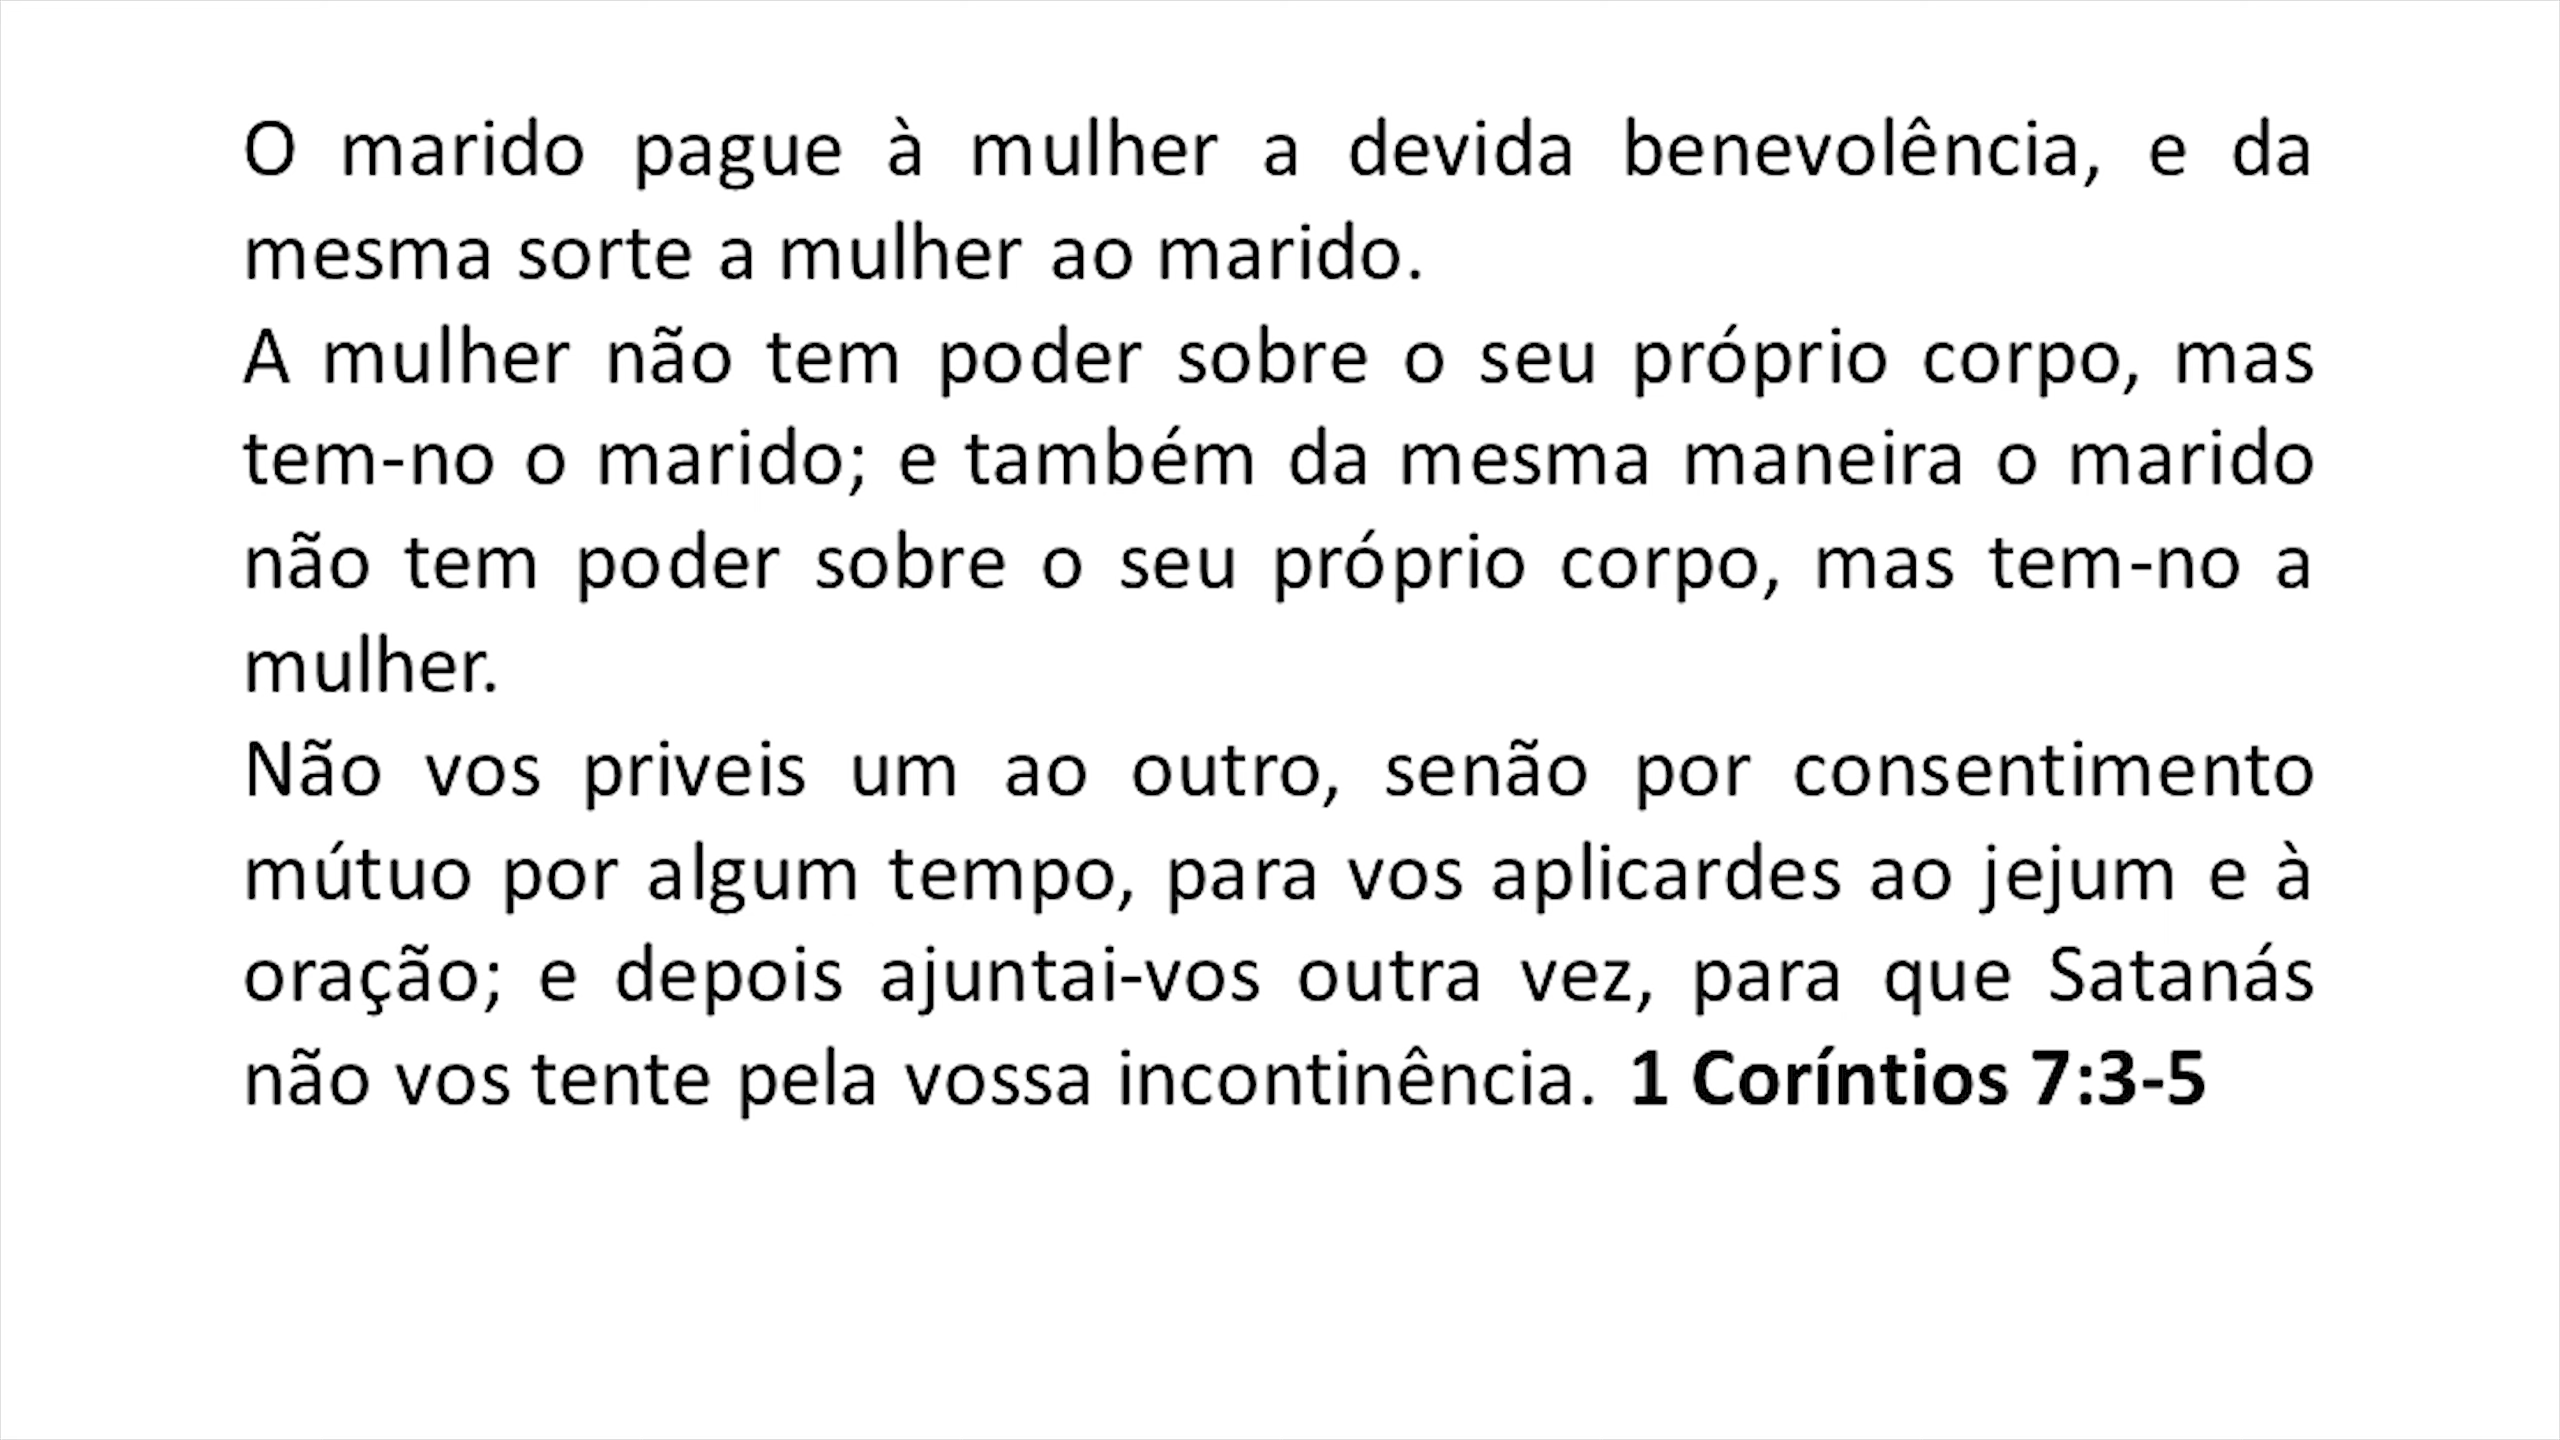 O marido pague à mulher a devida benevolência, e da
mesma sorte a mulher ao marido.
A mulher não tem poder sobre o seu próprio corpo, mas
tem-no o marido; e também da mesma maneira o marido
não tem poder sobre o seu próprio corpo, mas tem-no a
mulher.
Não vos priveis um ao outro, senão por consentimento
mútuo por algum tempo, para vos aplicardes ao jejum e à
oração; e depois ajuntai-vos outra vez, para que Satanás
não vos tente pela vossa incontinência. 1 Coríntios 7:3-5